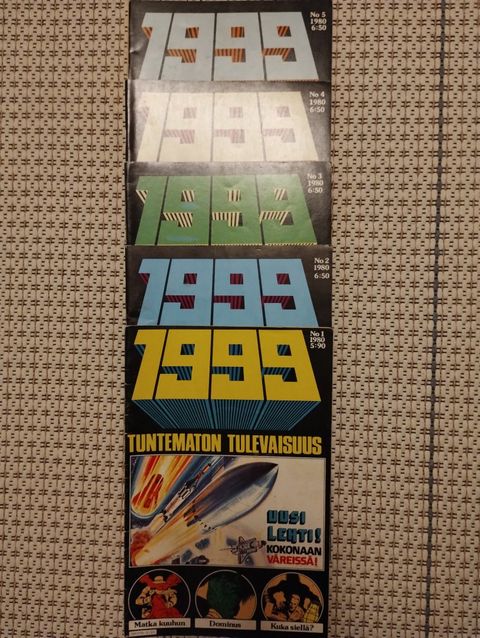 1999
No 5
1980
6:50
1999
No 4
1980
6:50
1999
No 3
1980
6:50
1999
No 2
1980
6:50
1999
No 1
1980
5:90
TUNTEMATON TULEVAISUUS
UUSI
LEHTI!
KOKONAAN
VÄREISSÄ!
Matka kuuhun
Dominus
Kuka siellä?